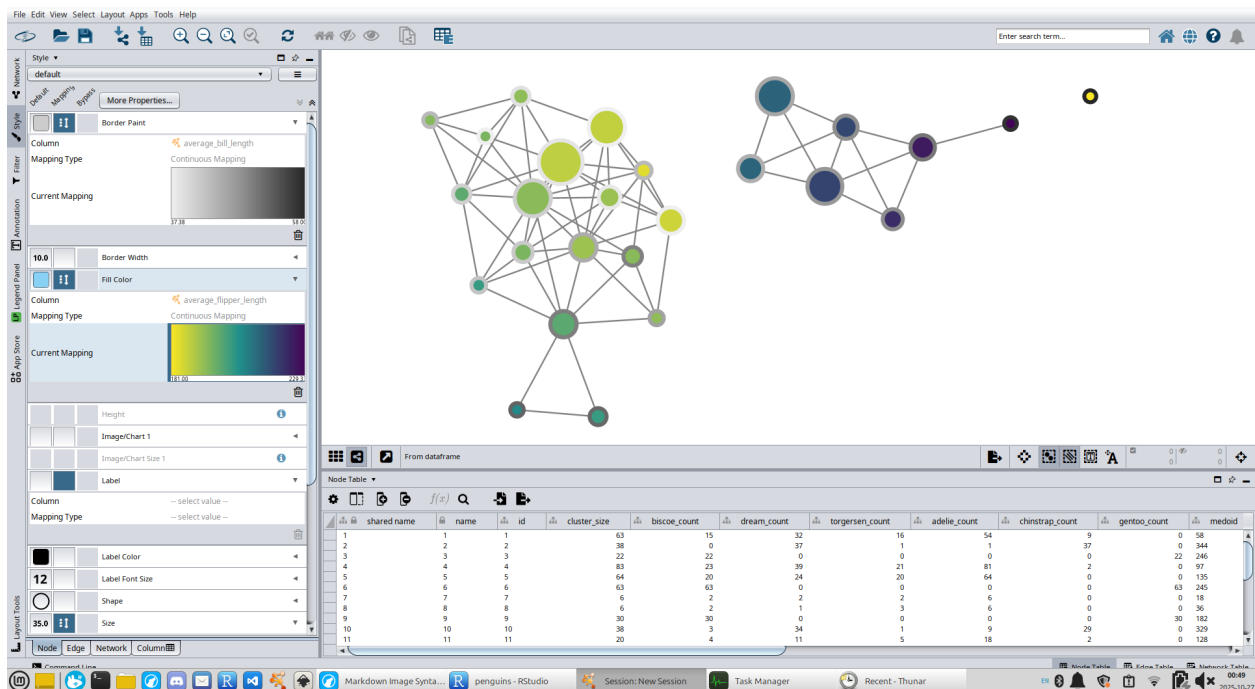 File Edit View Select Layout Apps Tools Help
Enter search term...
Network
Style
Filter
Annotation
Legend Panel
App Store
Layout Tools
Style
default
Default Mapping Bypass More Properties...
Border Paint
Column average_bill_length
Mapping Type Continuous Mapping
Current Mapping
37.38 58.00
10.0 Border Width
Fill Color
Column average_flipper_length
Mapping Type Continuous Mapping
Current Mapping
181.00 229.33
Height
Image/Chart 1
Image/Chart Size 1
Label
Column -- select value --
Mapping Type -- select value --
Label Color
12 Label Font Size
Shape
35.0 Size
Node Edge Network Column
Command Line
From dataframe
0 0
0 0
Node Table
f(x)
shared name name id cluster_size biscoe_count dream_count torgersen_count adelie_count chinstrap_count gentoo_count medoid
1 1 1 63 15 32 16 54 9 0 58
2 2 2 38 0 37 1 1 37 0 344
3 3 3 22 22 0 0 0 0 22 246
4 4 4 83 23 39 21 81 2 0 97
5 5 5 64 20 24 20 64 0 0 135
6 6 6 63 63 0 0 0 0 63 245
7 7 7 6 2 2 2 6 0 0 18
8 8 8 6 2 1 3 6 0 0 36
9 9 9 30 30 0 0 0 0 30 182
10 10 10 38 3 34 1 9 29 0 329
11 11 11 20 4 11 5 18 2 0 128
Node Table Edge Table Network Table
Markdown Image Synta... penguins - RStudio Session: New Session Task Manager Recent - Thunar
00:49
2025-10-27